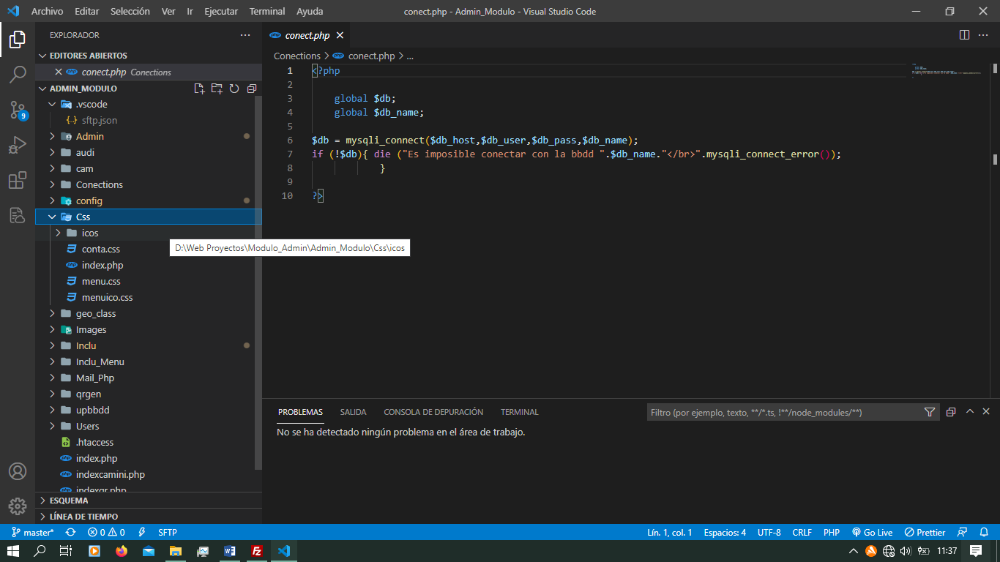 Archivo Editar Selección Ver Ir Ejecutar Terminal Ayuda conect.php - Admin_Modulo - Visual Studio Code
EXPLORADOR
EDITORES ABIERTOS
conect.php Conections
ADMIN_MODULO
.vscode
sftp.json
Admin
audi
cam
Conections
config
Css
icos
D:\Web Proyectos\Modulo_Admin\Admin_Modulo\Css\icos
conta.css
index.php
menu.css
menuico.css
geo_class
Images
Inclu
Inclu_Menu
Mail_Php
qrgen
upbbdd
Users
.htaccess
index.php
indexcamini.php
indexqr.php
ESQUEMA
LÍNEA DE TIEMPO
conect.php
Conections > conect.php > ...
1 <?php
2
3 global $db;
4 global $db_name;
5
6 $db = mysqli_connect($db_host,$db_user,$db_pass,$db_name);
7 if (!$db){ die ("Es imposible conectar con la bbdd ".$db_name."</br>".mysqli_connect_error());
8 }
9
10 ?>
PROBLEMAS SALIDA CONSOLA DE DEPURACIÓN TERMINAL Filtro (por ejemplo, texto, **/*.ts, !**/node_modules/**)
No se ha detectado ningún problema en el área de trabajo.
9
master* 0 0 SFTP Lín. 1, col. 1 Espacios: 4 UTF-8 CRLF PHP Go Live Prettier
11:37